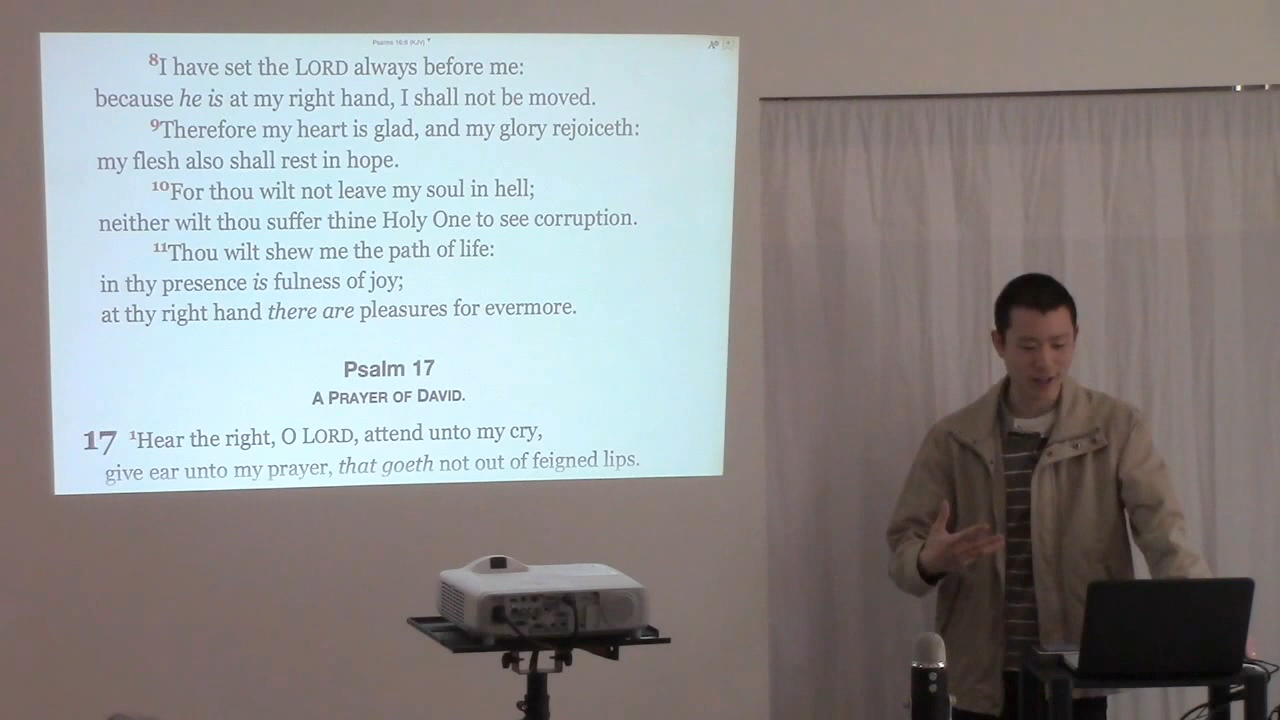 Psalms 16:8 (KJV)
8I have set the LORD always before me:
because he is at my right hand, I shall not be moved.
9Therefore my heart is glad, and my glory rejoiceth:
my flesh also shall rest in hope.
10For thou wilt not leave my soul in hell;
neither wilt thou suffer thine Holy One to see corruption.
11Thou wilt shew me the path of life:
in thy presence is fulness of joy;
at thy right hand there are pleasures for evermore.
Psalm 17
A PRAYER OF DAVID.
17 1Hear the right, O LORD, attend unto my cry,
give ear unto my prayer, that goeth not out of feigned lips.